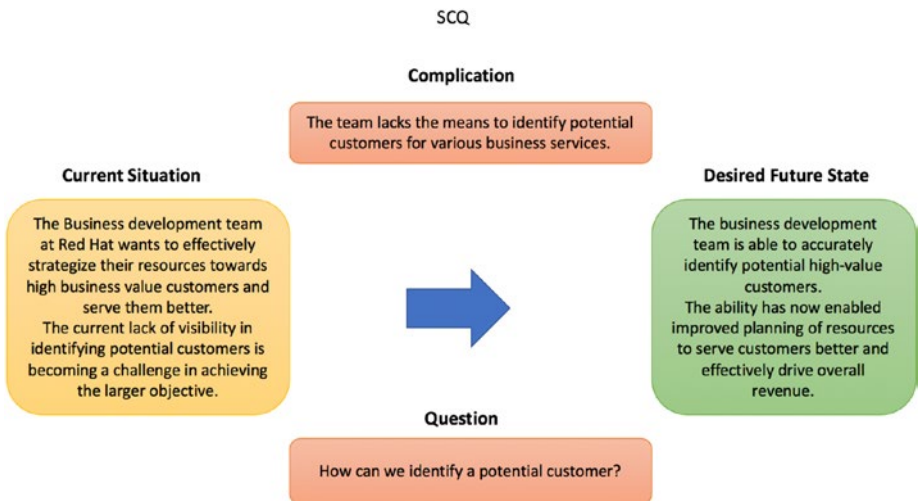 SCQ
Complication
The team lacks the means to identify potential
customers for various business services.
Current Situation
The Business development team
at Red Hat wants to effectively
strategize their resources towards
high business value customers and
serve them better.
The current lack of visibility in
identifying potential customers is
becoming a challenge in achieving
the larger objective.
Desired Future State
The business development
team is able to accurately
identify potential high-value
customers.
The ability has now enabled
improved planning of resources
to serve customers better and
effectively drive overall
revenue.
Question
How can we identify a potential customer?